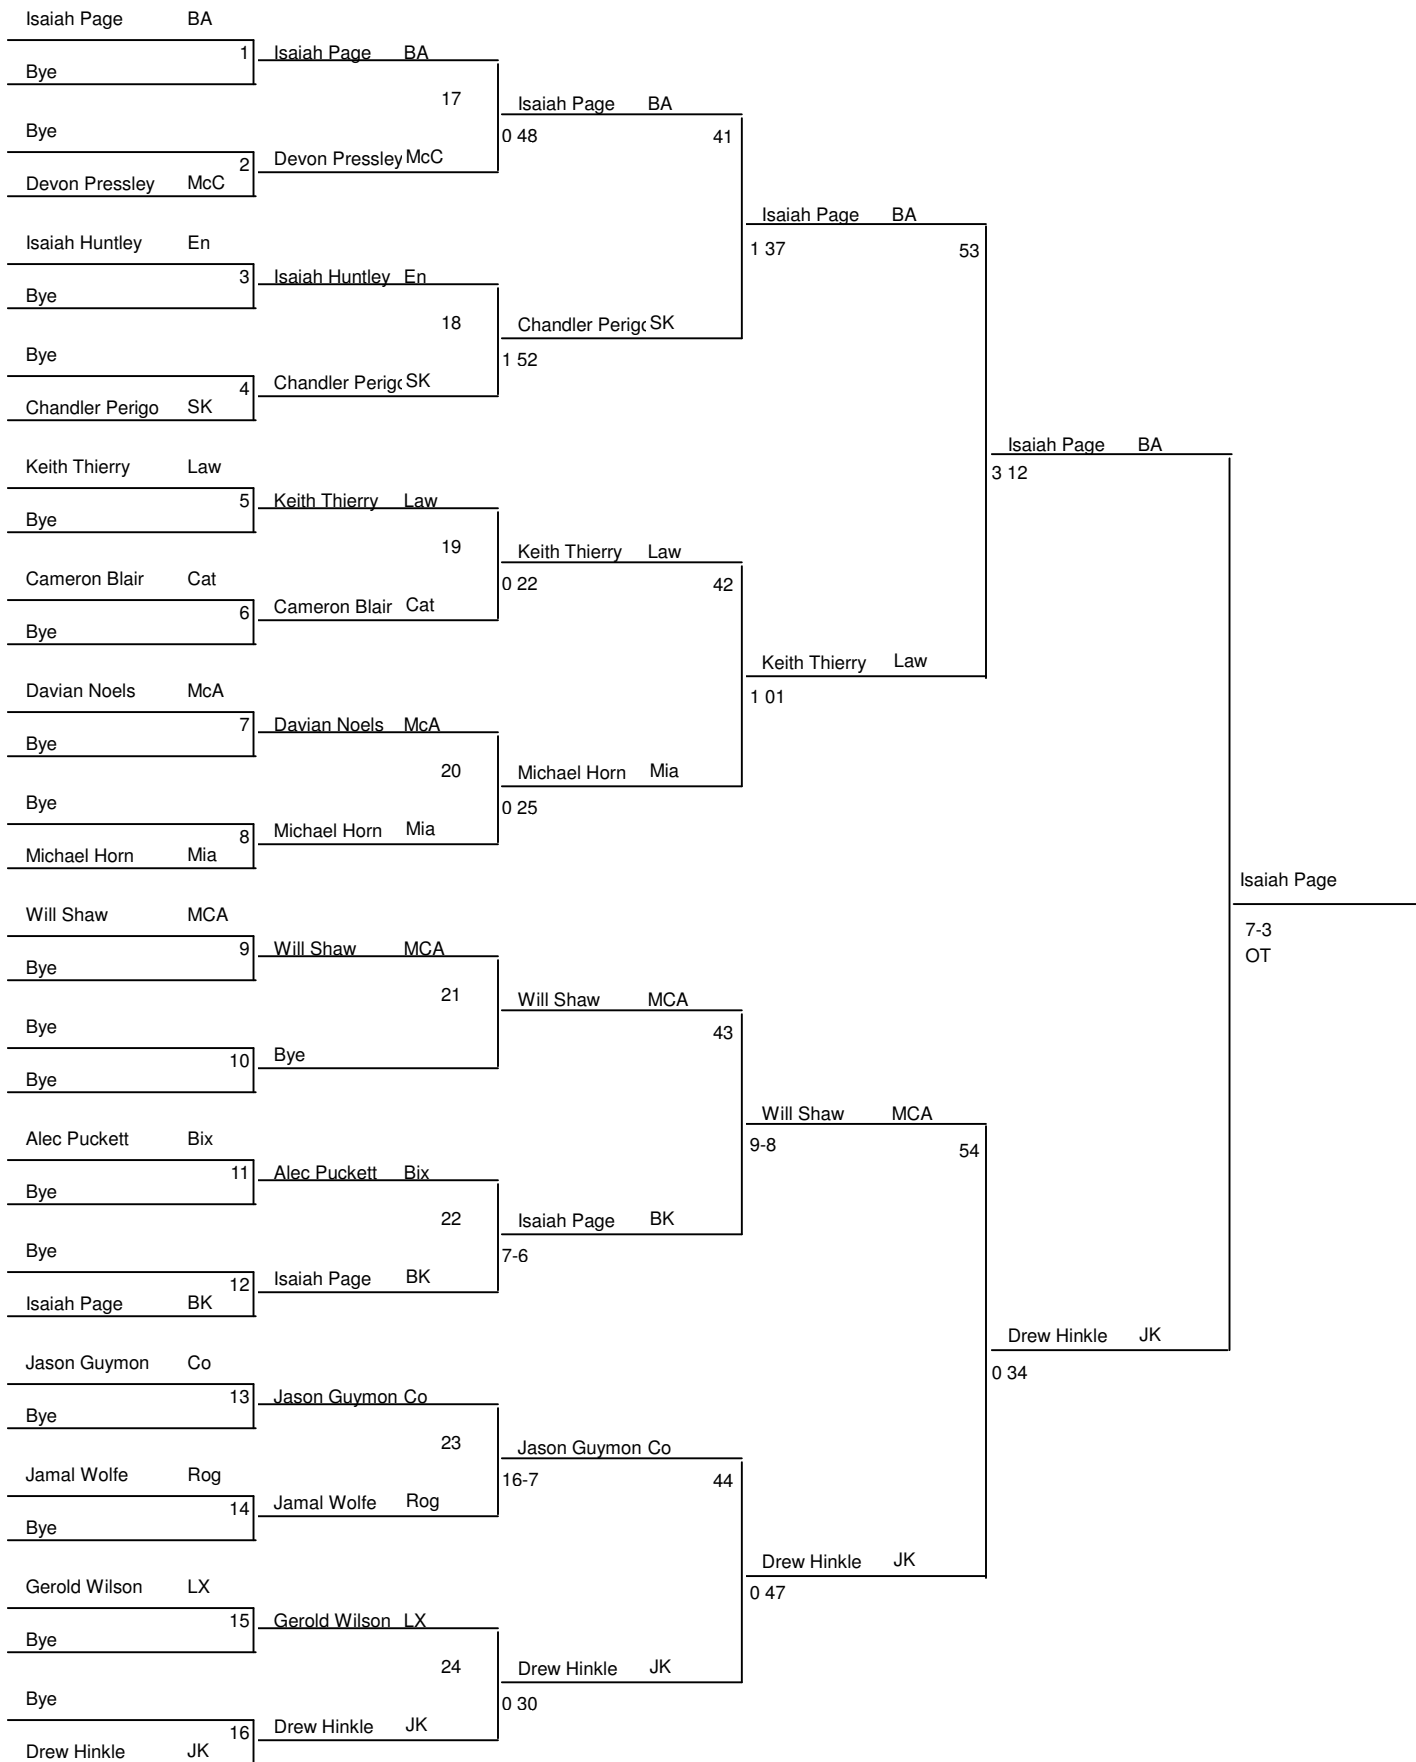 Isaiah Page BA
1 Isaiah Page BA
Bye
17 Isaiah Page BA
Bye
0 48 41
2 Devon Pressley McC
Devon Pressley McC
Isaiah Page BA
Isaiah Huntley En
1 37 53
3 Isaiah Huntley En
Bye
18 Chandler Perigo SK
Bye
1 52
4 Chandler Perigo SK
Chandler Perigo SK
Isaiah Page BA
Keith Thierry Law
3 12
5 Keith Thierry Law
Bye
19 Keith Thierry Law
Cameron Blair Cat
0 22 42
6 Cameron Blair Cat
Bye
Keith Thierry Law
Davian Noels McA
1 01
7 Davian Noels McA
Bye
20 Michael Horn Mia
Bye
0 25
8 Michael Horn Mia
Michael Horn Mia
Isaiah Page
Will Shaw MCA
7-3
OT
9 Will Shaw MCA
Bye
21 Will Shaw MCA
Bye
43
10 Bye
Bye
Will Shaw MCA
Alec Puckett Bix
9-8 54
11 Alec Puckett Bix
Bye
22 Isaiah Page BK
Bye
7-6
12 Isaiah Page BK
Isaiah Page BK
Drew Hinkle JK
Jason Guymon Co
0 34
13 Jason Guymon Co
Bye
23 Jason Guymon Co
Jamal Wolfe Rog
16-7 44
14 Jamal Wolfe Rog
Bye
Drew Hinkle JK
Gerold Wilson LX
0 47
15 Gerold Wilson LX
Bye
24 Drew Hinkle JK
Bye
0 30
16 Drew Hinkle JK
Drew Hinkle JK